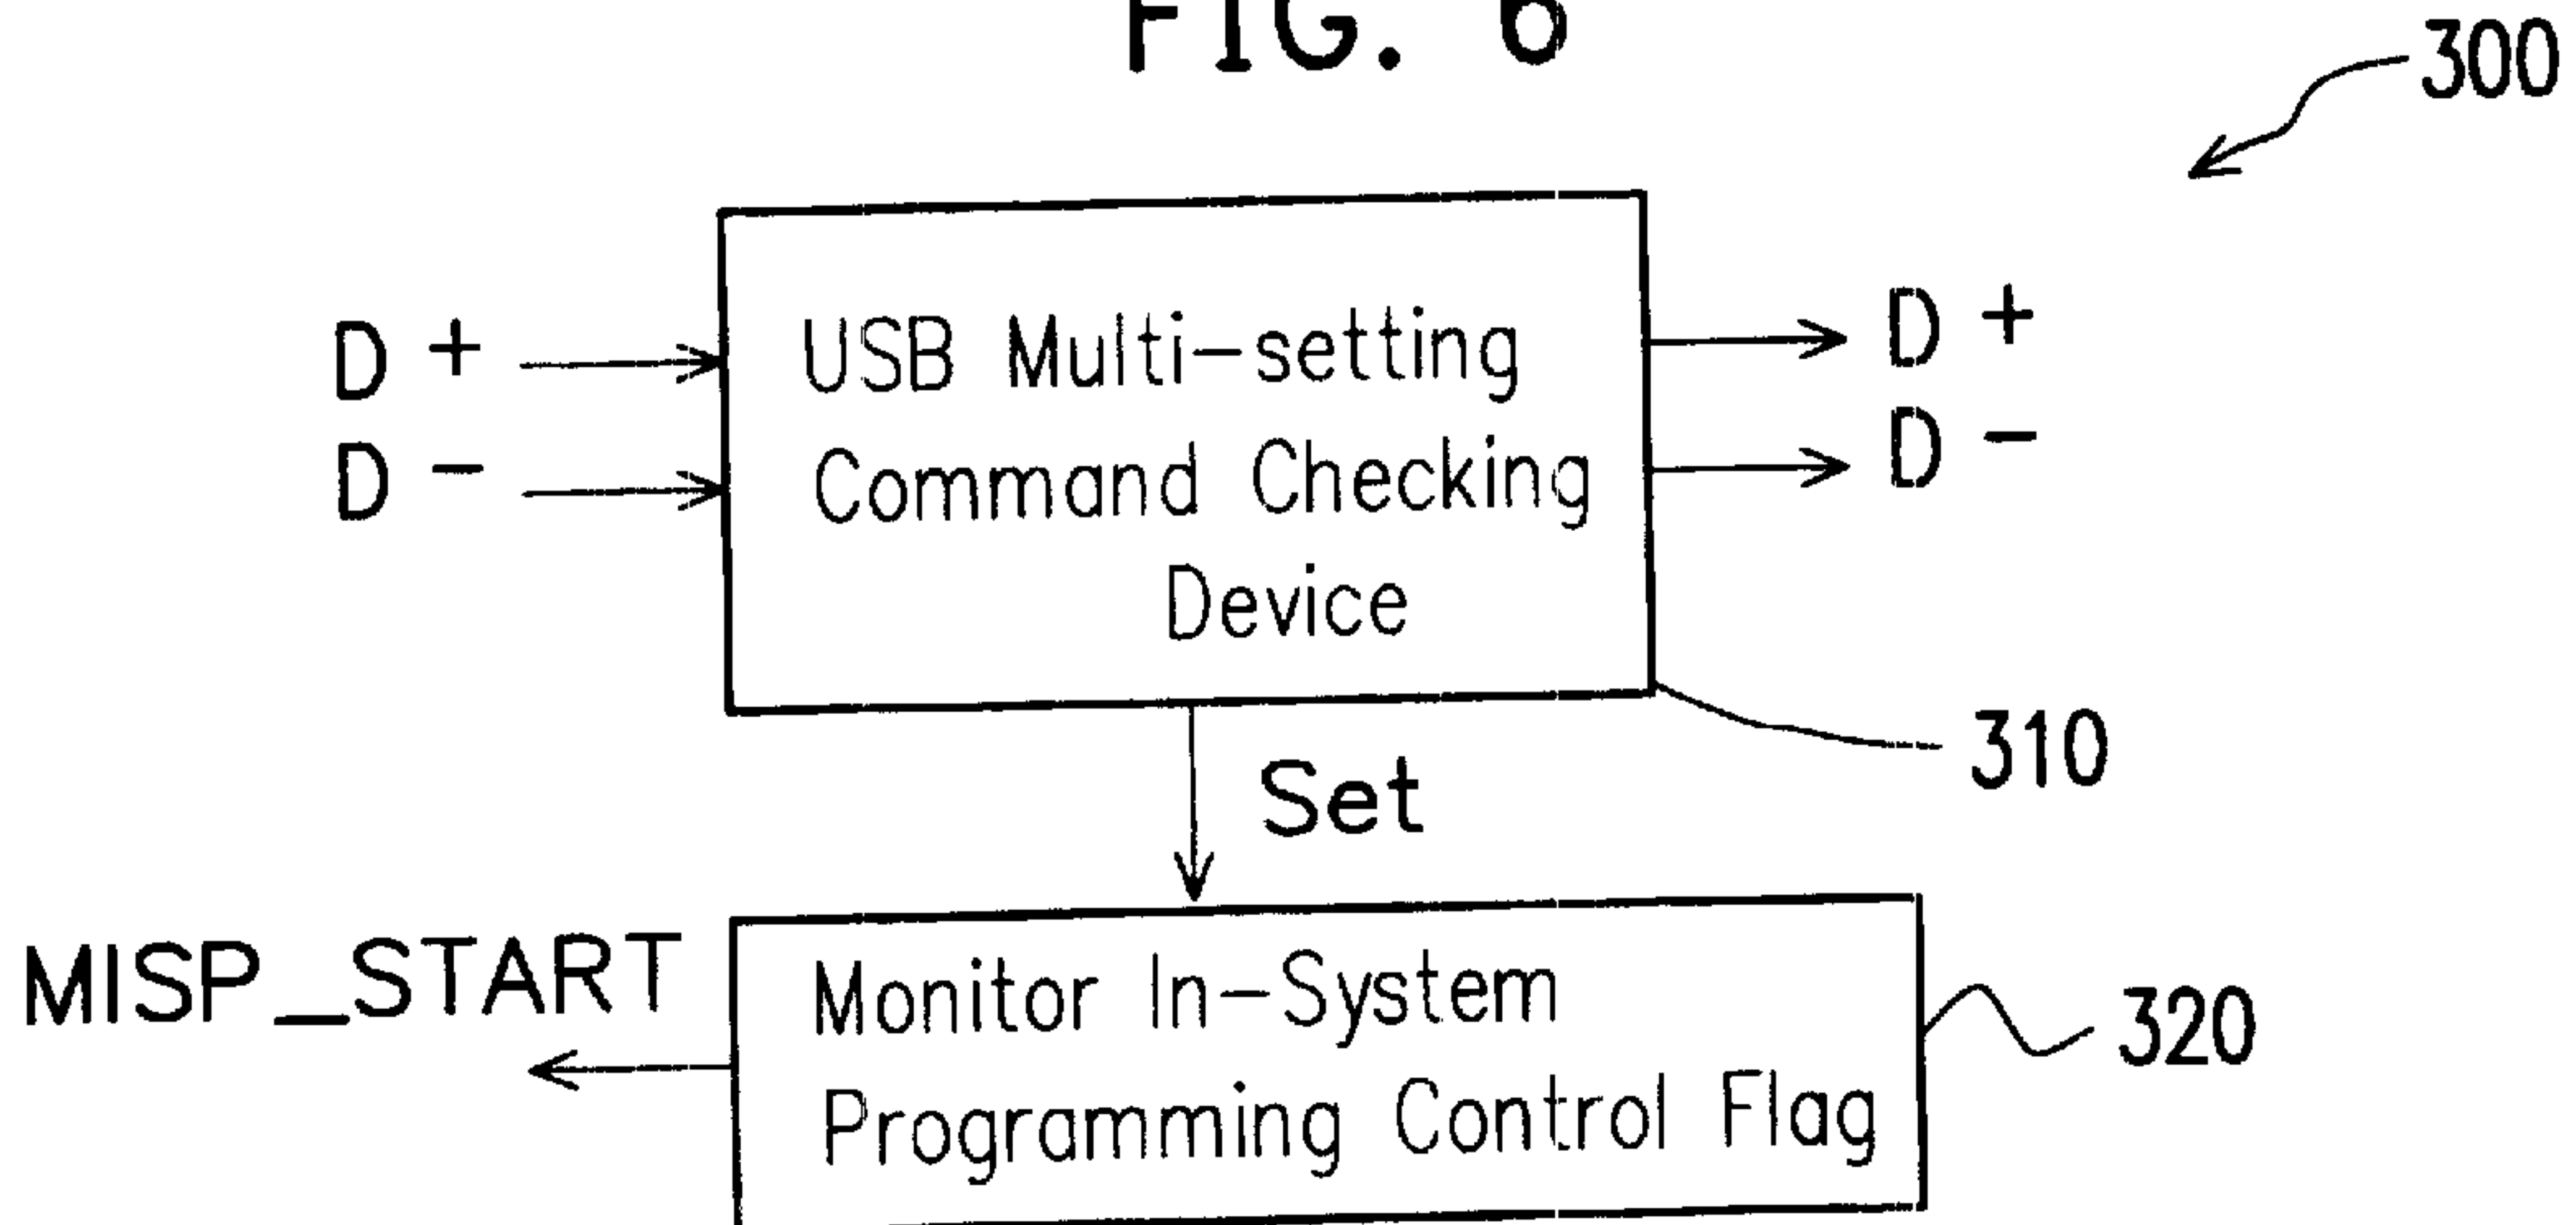 FIG. 6
300
D + D +
D - D -
USB Multi-setting
Command Checking
Device
310
Set
MISP_START
Monitor In-System
Programming Control Flag
320